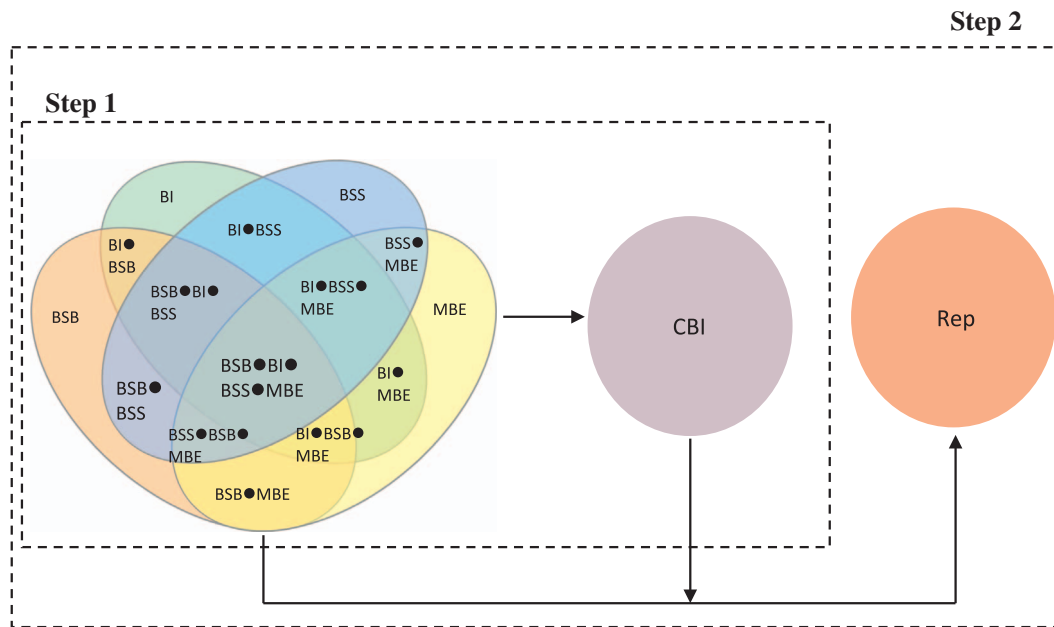 Step 2
Step 1
BI
BSS
BI●BSS
BI●
BSB
BSS●
MBE
BSB●BI●
BSS
BI●BSS●
MBE
BSB
MBE
CBI
Rep
BSB●BI●
BSS●MBE
BI●
MBE
BSB●
BSS
BSS●BSB●
MBE
BI●BSB●
MBE
BSB●MBE